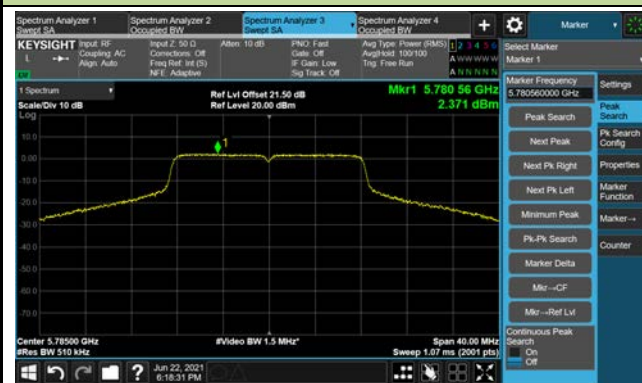 Spectrum Analyzer 1
Swept SA
Spectrum Analyzer 2
Occupied BW
Spectrum Analyzer 3
Swept SA
Spectrum Analyzer 4
Occupied BW
+
Marker
KEYSIGHT
L
Input: RF
Coupling: AC
Align: Auto
Input Z: 50 Ω
Corrections: Off
Freq Ref: Int (S)
NFE: Adaptive
Atten: 10 dB
PNO: Fast
Gate: Off
IF Gain: Low
Sig Track: Off
Avg Type: Power (RMS)
Avg|Hold: 100/100
Trig: Free Run
1 2 3 4 5 6
A W W W W W
A N N N N N
Select Marker
Marker 1
Marker Frequency
5.780560000 GHz
Settings
Peak Search
Peak
Search
Next Peak
Pk Search
Config
Next Pk Right
Properties
Next Pk Left
Marker
Function
Minimum Peak
Marker→
Pk-Pk Search
Counter
Marker Delta
Mkr→CF
Mkr→Ref Lvl
Continuous Peak
Search
On
Off
1 Spectrum
Scale/Div 10 dB
Log
Ref Lvl Offset 21.50 dB
Ref Level 20.00 dBm
Mkr1 5.780 56 GHz
2.371 dBm
1
10.0
0.00
-10.0
-20.0
-30.0
-40.0
-50.0
-60.0
-70.0
Center 5.78500 GHz
#Res BW 510 kHz
#Video BW 1.5 MHz*
Span 40.00 MHz
Sweep 1.07 ms (2001 pts)
?
Jun 22, 2021
6:18:31 PM